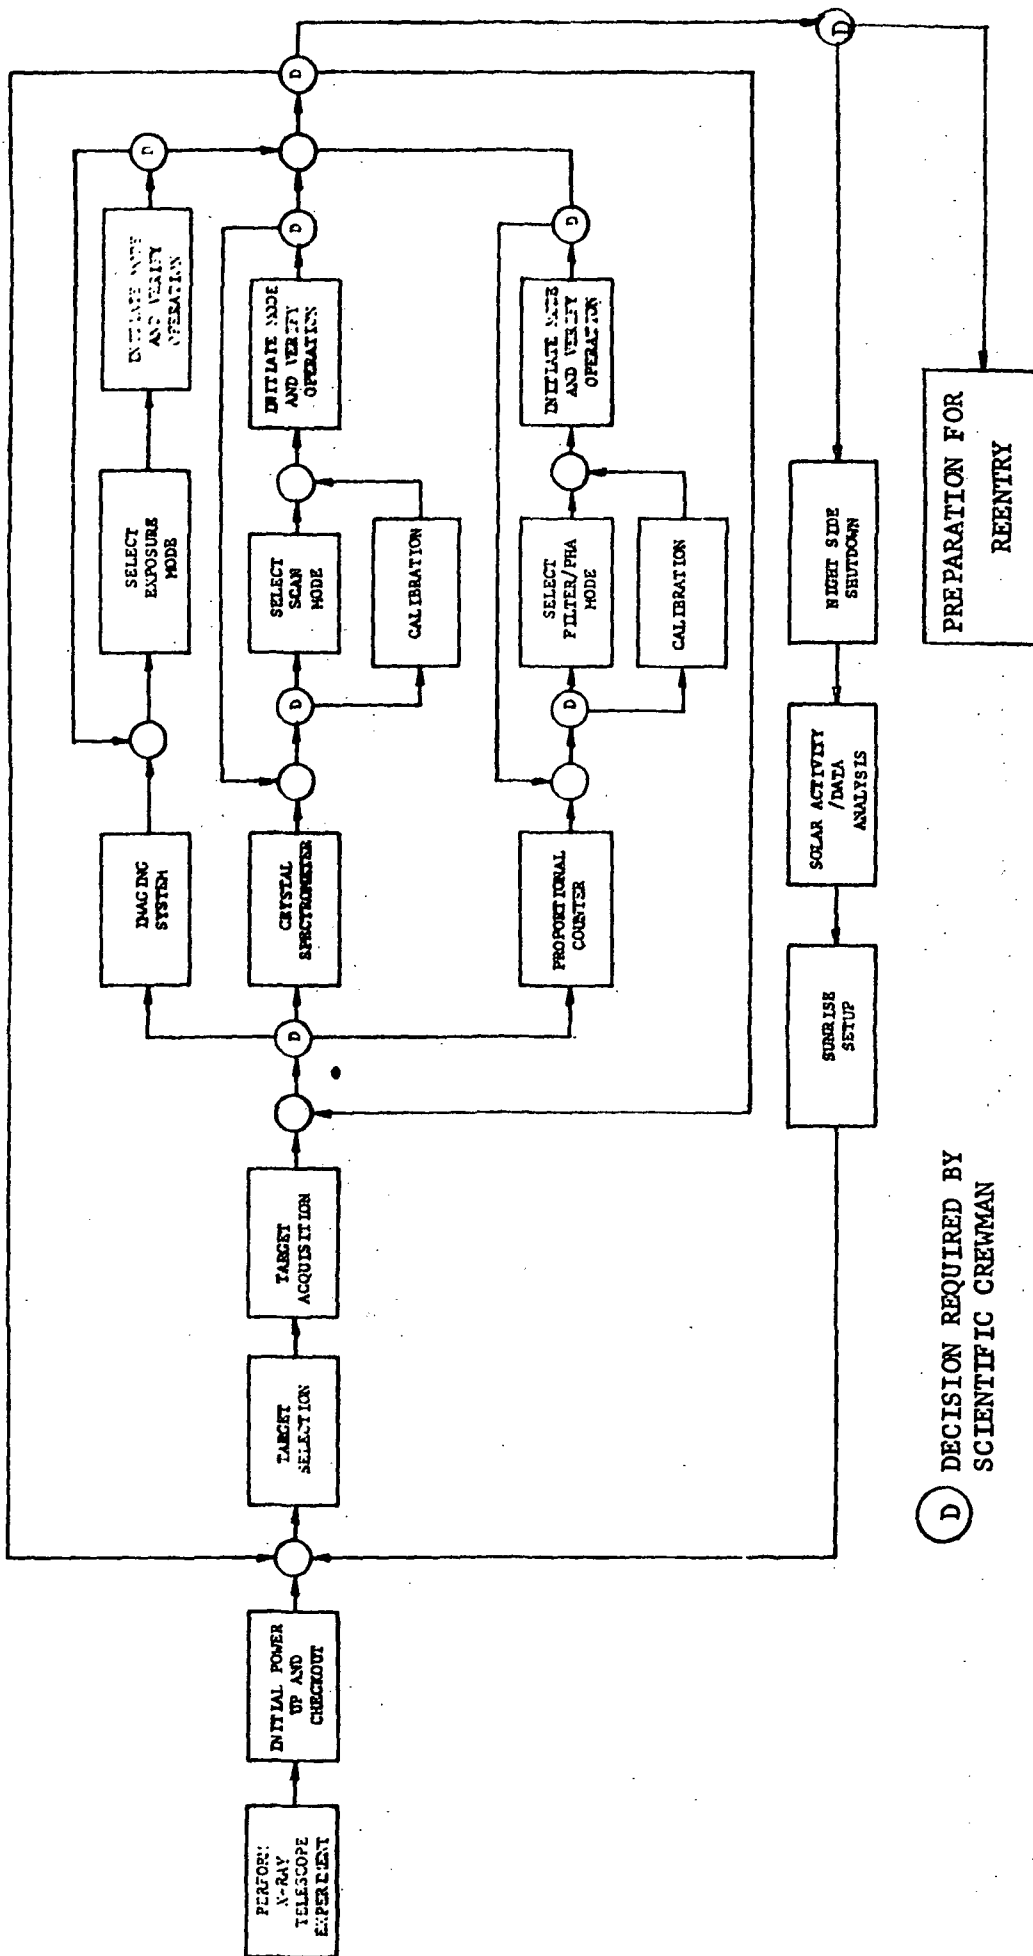 PERFORM
X-RAY
TELESCOPE
EXPERIMENT
INITIAL POWER
UP AND
CHECKOUT
TARGET
SELECTION
TARGET
ACQUISITION
D
IMAGING
SYSTEM
SELECT
EXPOSURE
MODE
INITIATE MODE
AND VERIFY
OPERATION
D
CRYSTAL
SPECTROMETER
D
SELECT
SCAN
MODE
CALIBRATION
INITIATE MODE
AND VERIFY
OPERATION
D
PROPORTIONAL
COUNTER
D
SELECT
FILTER/PHA
MODE
CALIBRATION
INITIATE MODE
AND VERIFY
OPERATION
D
D
D
NIGHT SIDE
SHUTDOWN
SOLAR ACTIVITY
/DATA
ANALYSIS
SUNRISE
SETUP
PREPARATION FOR
REENTRY
D DECISION REQUIRED BY
SCIENTIFIC CREWMAN